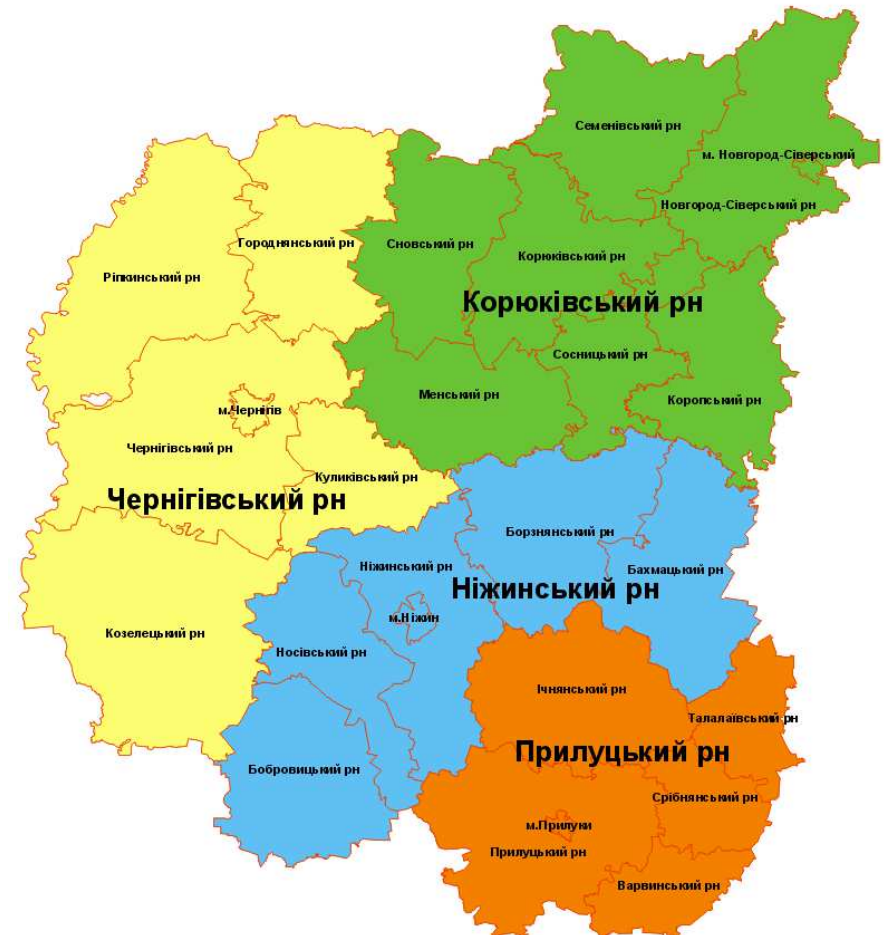 Семенівський рн
м. Новгород-Сіверський
Новгород-Сіверський рн
Городнянський рн
Сновський рн
Корюківський рн
Ріпкинський рн
Корюківський рн
Сосницький рн
Менський рн
Коропський рн
м.Чернігів
Чернігівський рн
Куликівський рн
Чернігівський рн
Борзнянський рн
Ніжинський рн
Бахмацький рн
Ніжинський рн
м.Ніжин
Козелецький рн
Носівський рн
Ічнянський рн
Талалаївський рн
Прилуцький рн
Бобровицький рн
Срібнянський рн
м.Прилуки
Прилуцький рн
Варвинський рн